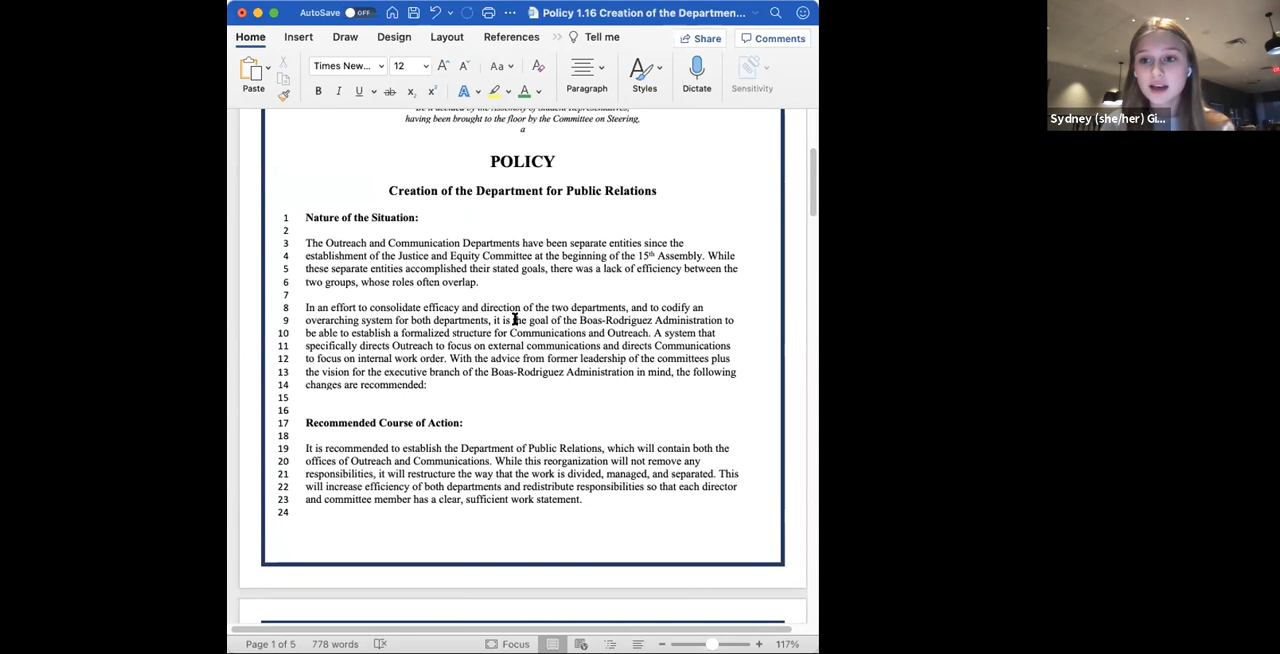 AutoSave OFF Policy 1.16 Creation of the Departmen...
Home Insert Draw Design Layout References Tell me Share Comments
Times New... 12 Aa
Paste B I U ab x₂ x² A A Paragraph Styles Dictate Sensitivity
be it decided by the Assembly of Student Representatives,
having been brought to the floor by the Committee on Steering,
a
POLICY
Creation of the Department for Public Relations
1 Nature of the Situation:
2
3 The Outreach and Communication Departments have been separate entities since the
4 establishment of the Justice and Equity Committee at the beginning of the 15th Assembly. While
5 these separate entities accomplished their stated goals, there was a lack of efficiency between the
6 two groups, whose roles often overlap.
7
8 In an effort to consolidate efficacy and direction of the two departments, and to codify an
9 overarching system for both departments, it is the goal of the Boas-Rodriguez Administration to
10 be able to establish a formalized structure for Communications and Outreach. A system that
11 specifically directs Outreach to focus on external communications and directs Communications
12 to focus on internal work order. With the advice from former leadership of the committees plus
13 the vision for the executive branch of the Boas-Rodriguez Administration in mind, the following
14 changes are recommended:
15
16
17 Recommended Course of Action:
18
19 It is recommended to establish the Department of Public Relations, which will contain both the
20 offices of Outreach and Communications. While this reorganization will not remove any
21 responsibilities, it will restructure the way that the work is divided, managed, and separated. This
22 will increase efficiency of both departments and redistribute responsibilities so that each director
23 and committee member has a clear, sufficient work statement.
24
Page 1 of 5 778 words Focus 117%
Sydney (she/her) Gi...